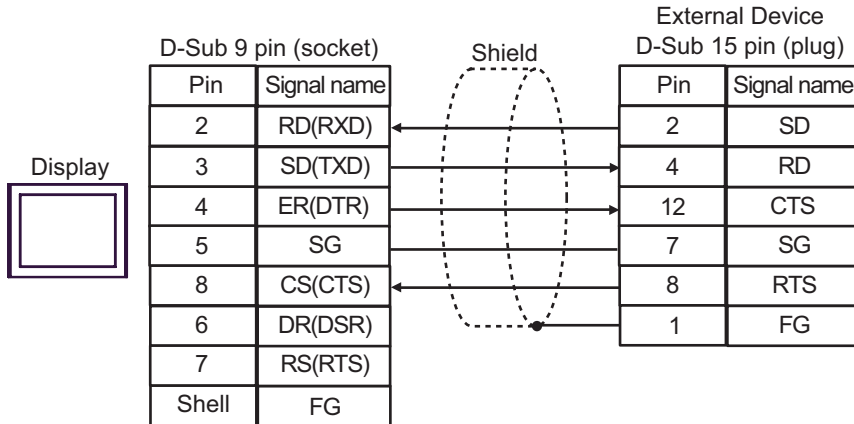 External Device
D-Sub 9 pin (socket) Shield D-Sub 15 pin (plug)
Pin Signal name Pin Signal name
2 RD(RXD) 2 SD
Display 3 SD(TXD) 4 RD
4 ER(DTR) 12 CTS
5 SG 7 SG
8 CS(CTS) 8 RTS
6 DR(DSR) 1 FG
7 RS(RTS)
Shell FG